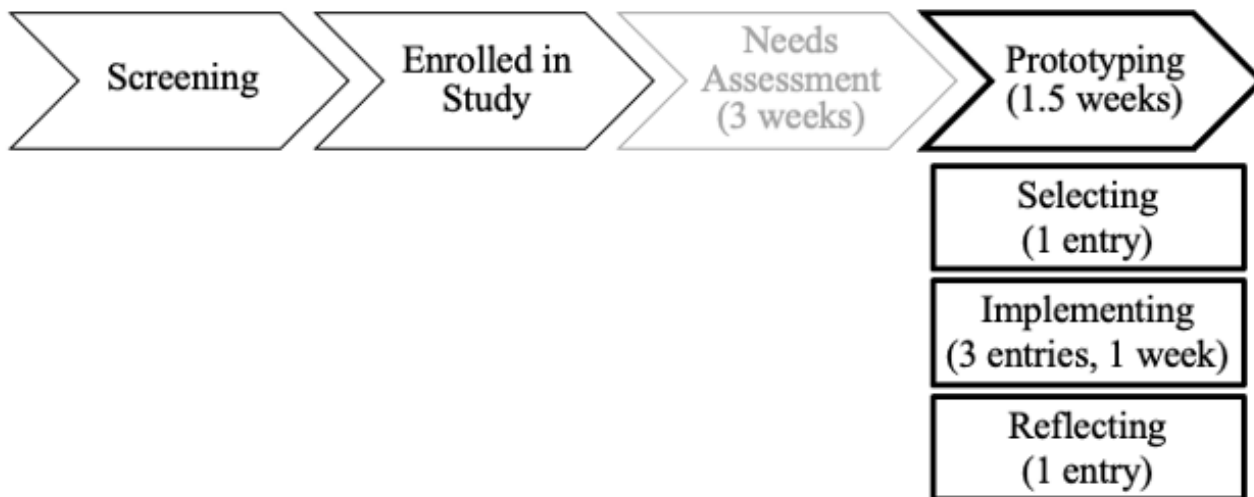 Screening
Enrolled in
Study
Needs
Assessment
(3 weeks)
Prototyping
(1.5 weeks)
Selecting
(1 entry)
Implementing
(3 entries, 1 week)
Reflecting
(1 entry)